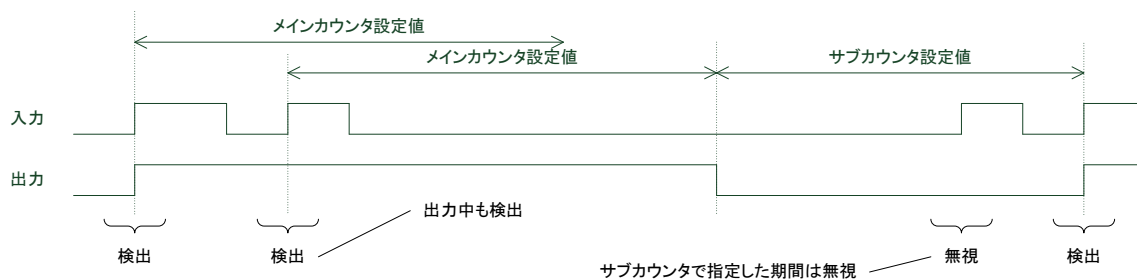 メインカウンタ設定値
メインカウンタ設定値
サブカウンタ設定値
入力
出力
出力中も検出
検出
検出
無視
検出
サブカウンタで指定した期間は無視